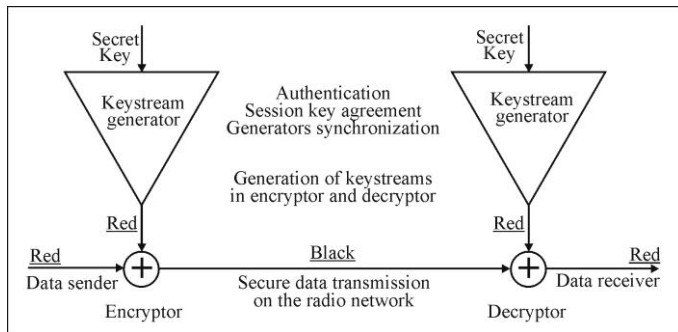 Secret
Key
Secret
Key
Keystream
generator
Authentication
Session key agreement
Generators synchronization
Keystream
generator
Generation of keystreams
in encryptor and decryptor
Red
Red
Red
Black
Red
Data sender
Secure data transmission
on the radio network
Data receiver
Encryptor
Decryptor